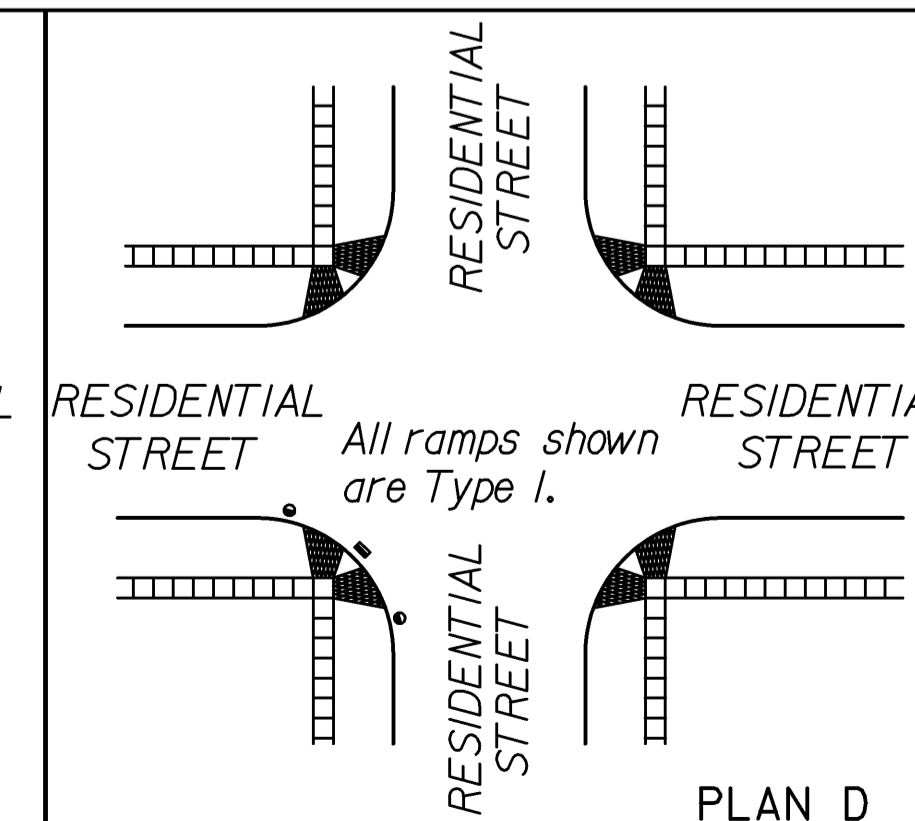 RESIDENTIAL
STREET
L
RESIDENTIAL
STREET
RESIDENTIA
STREET
All ramps shown
are Type I.
RESIDENTIAL
STREET
PLAN D